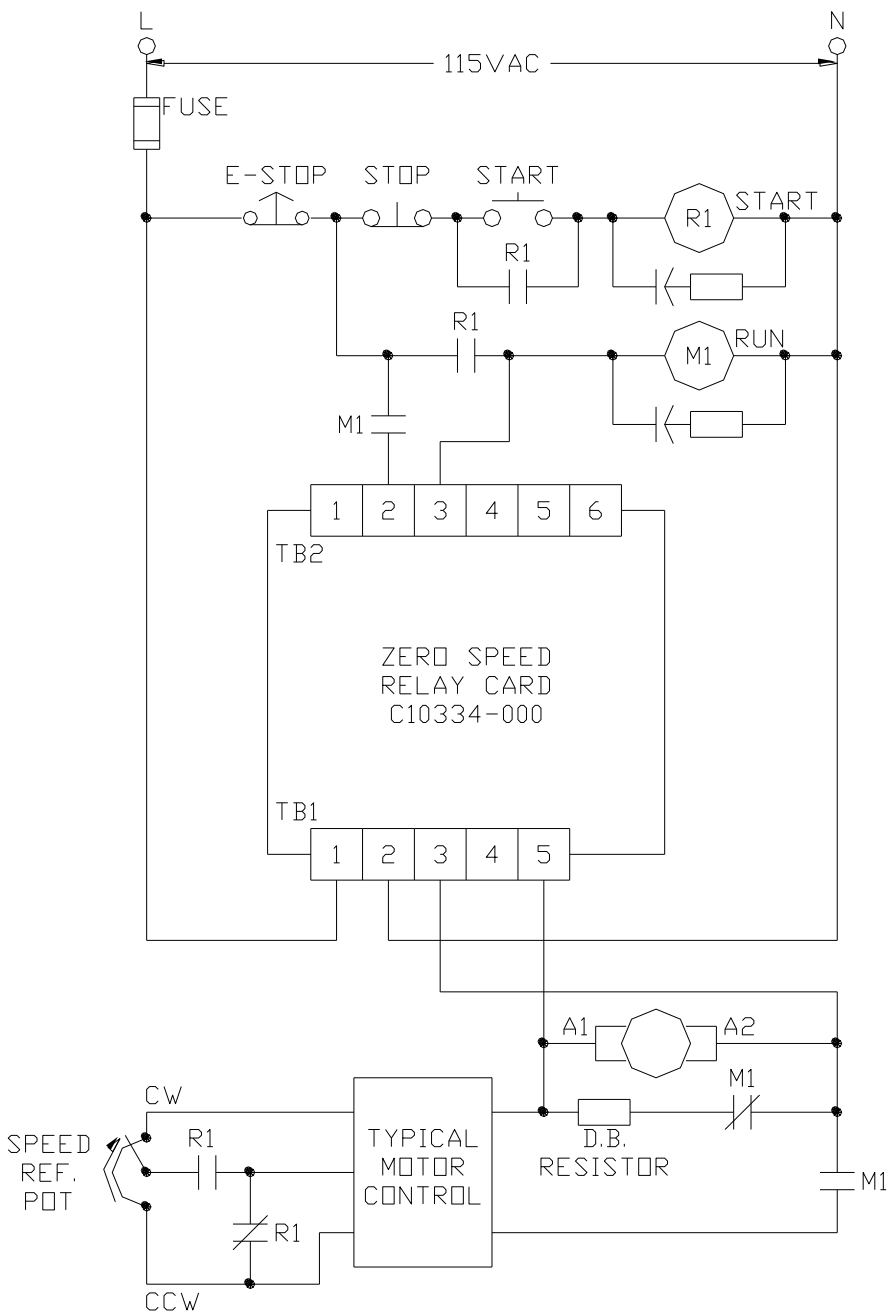 L
N
115VAC
FUSE
E-STOP
STOP
START
R1
START
R1
R1
M1
RUN
M1
1 2 3 4 5 6
TB2
ZERO SPEED
RELAY CARD
C10334-000
TB1
1 2 3 4 5
A1
A2
M1
D.B.
RESISTOR
CW
SPEED
REF.
POT
R1
R1
TYPICAL
MOTOR
CONTROL
M1
CCW